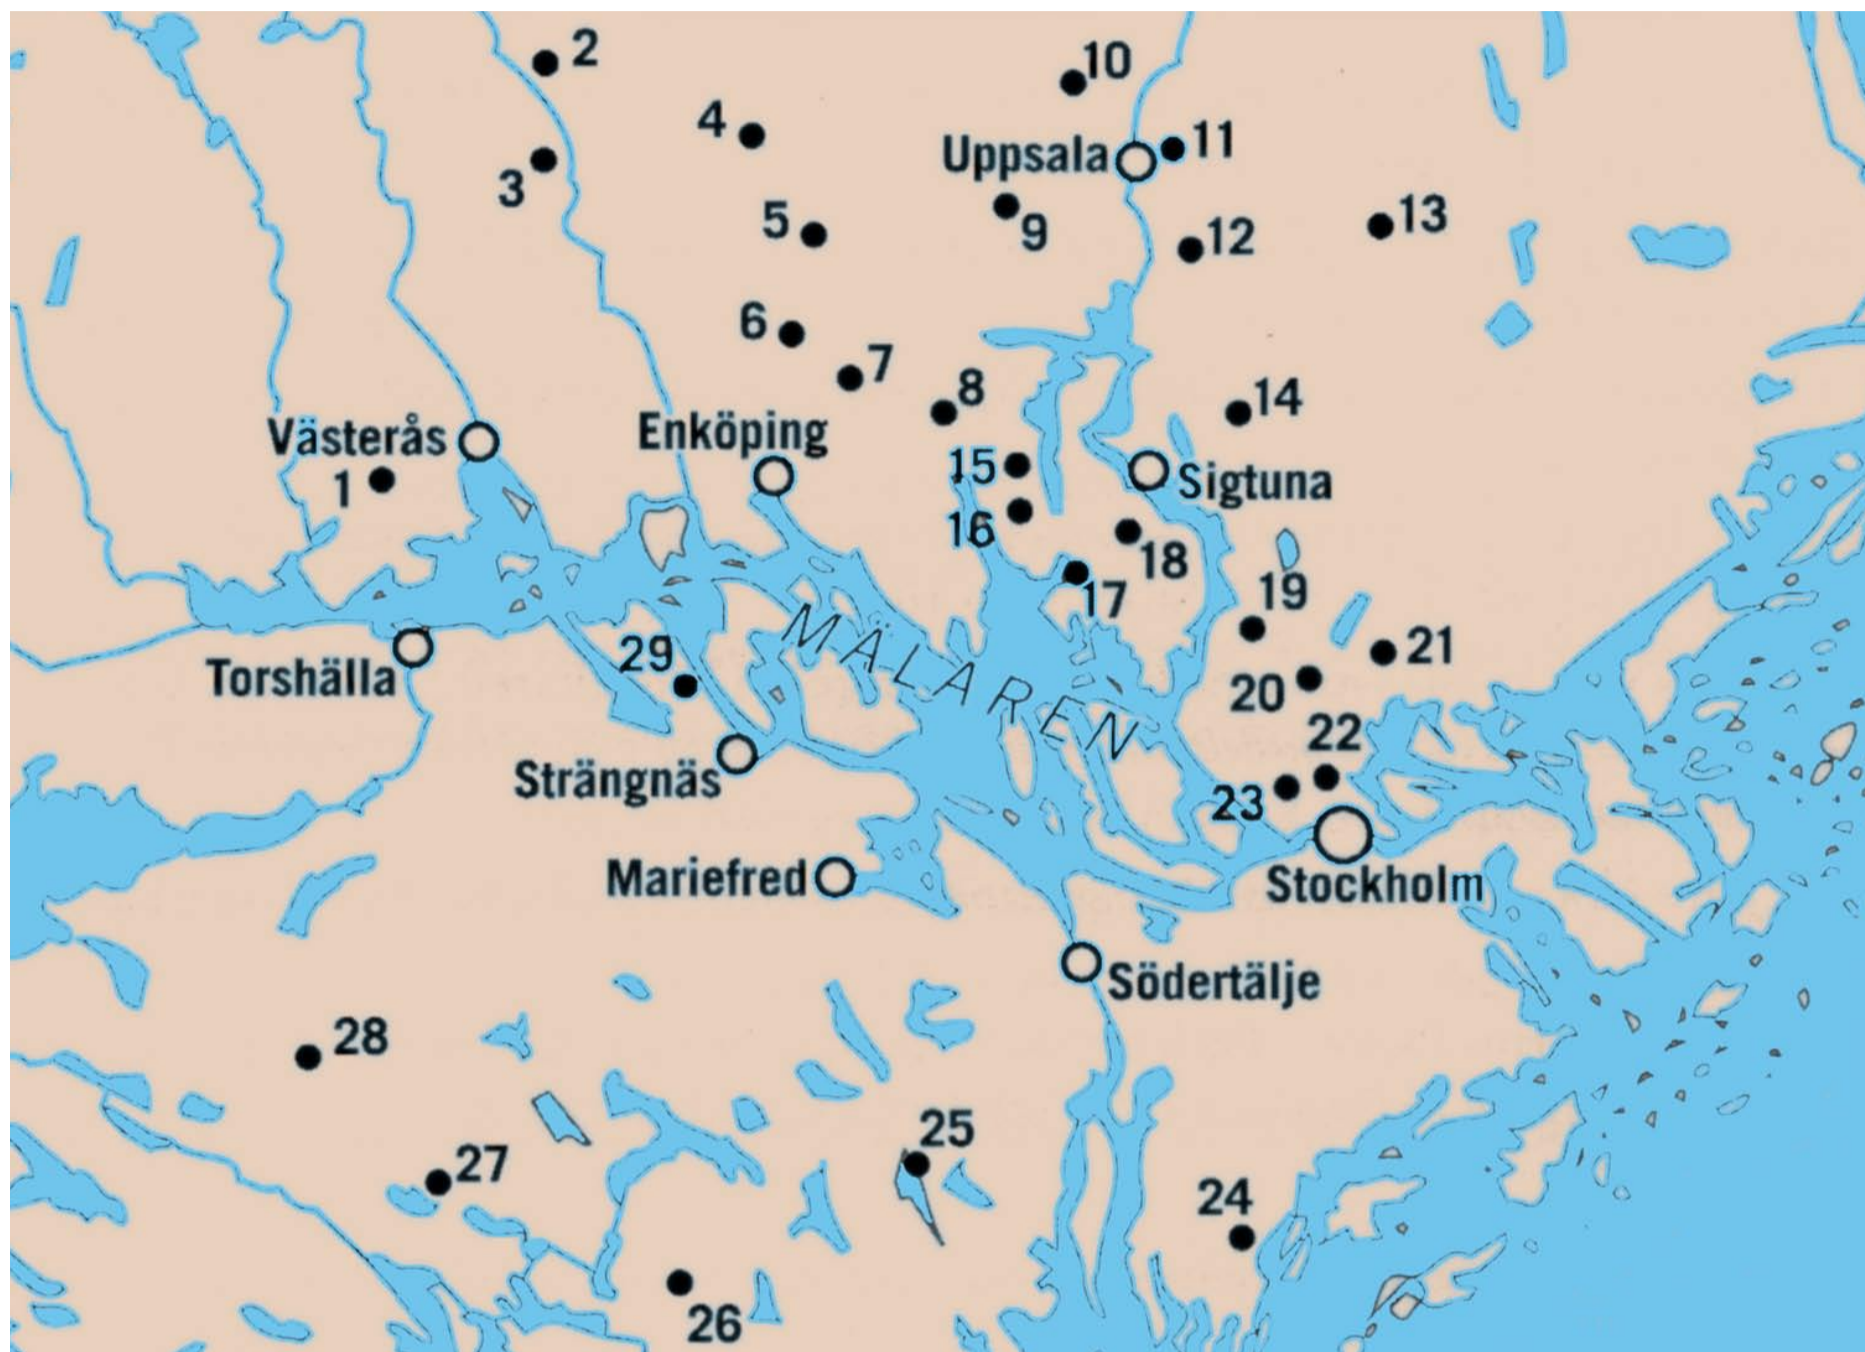 2
10
4
Uppsala
11
3
5
9
12
13
6
7
8
14
Västerås
Enköping
1
15
Sigtuna
16
18
17
19
MÄLAREN
29
21
Torshälla
20
22
Strängnäs
23
Mariefred
Stockholm
Södertälje
28
25
27
24
26